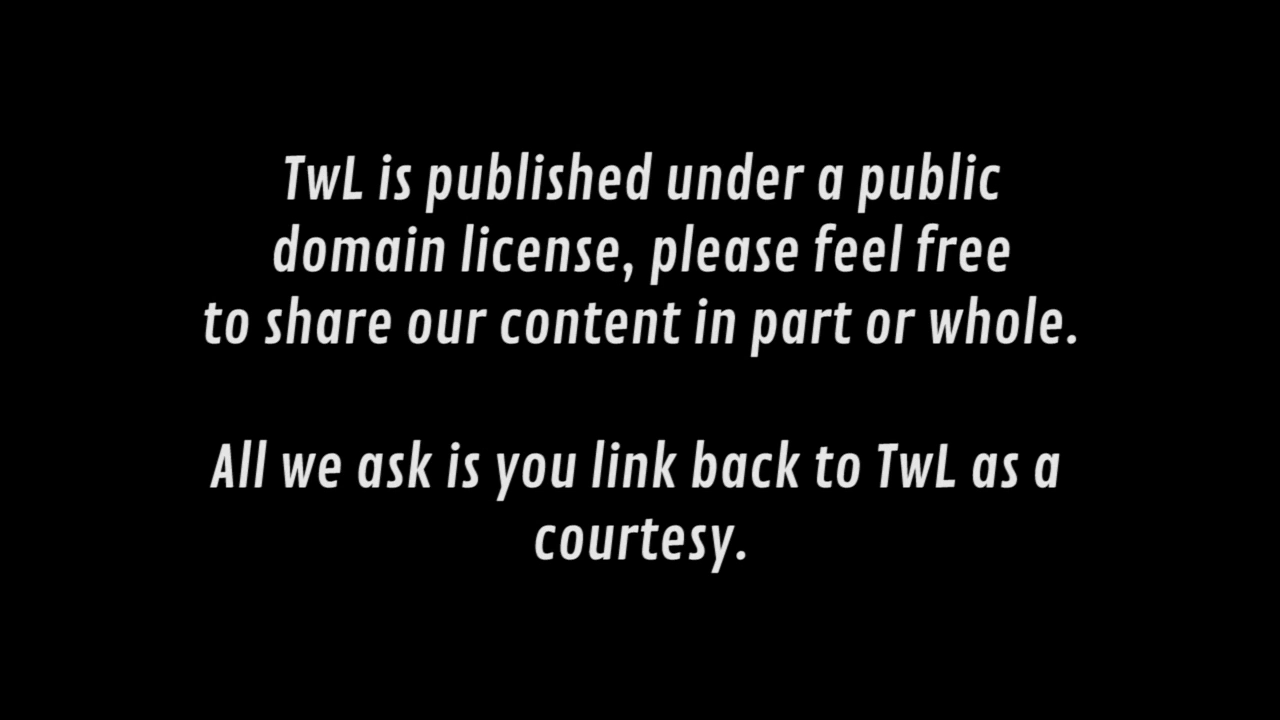 TwL is published under a public
domain license, please feel free
to share our content in part or whole.
All we ask is you link back to TwL as a
courtesy.